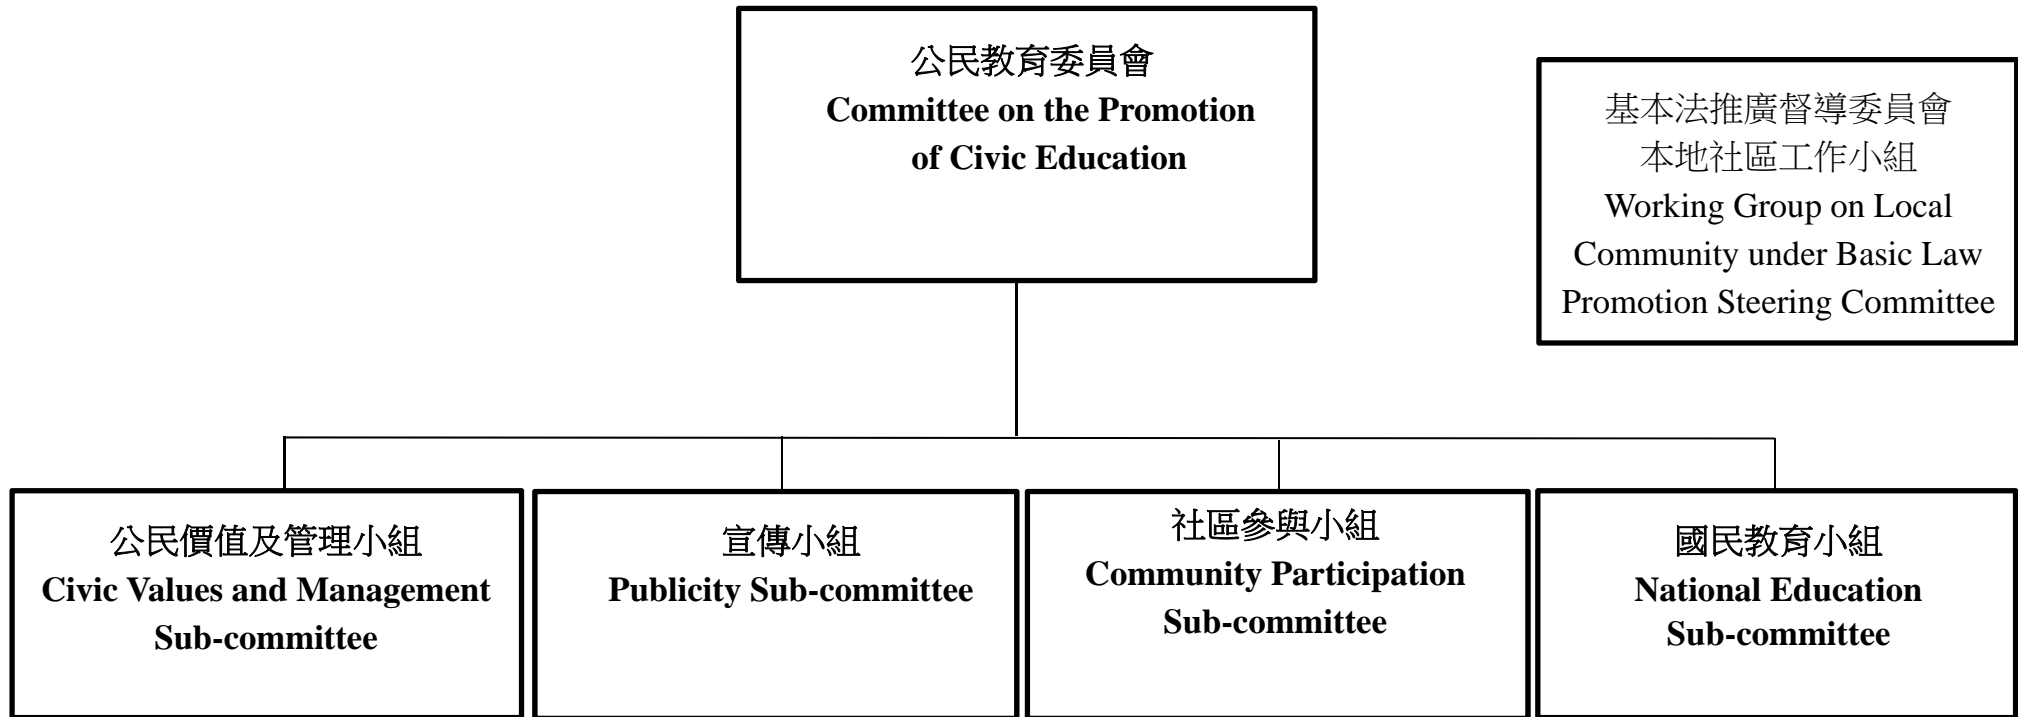 公民教育委員會
Committee on the Promotion
of Civic Education
基本法推廣督導委員會
本地社區工作小組
Working Group on Local
Community under Basic Law
Promotion Steering Committee
公民價值及管理小組
Civic Values and Management
Sub-committee
宣傳小組
Publicity Sub-committee
社區參與小組
Community Participation
Sub-committee
國民教育小組
National Education
Sub-committee